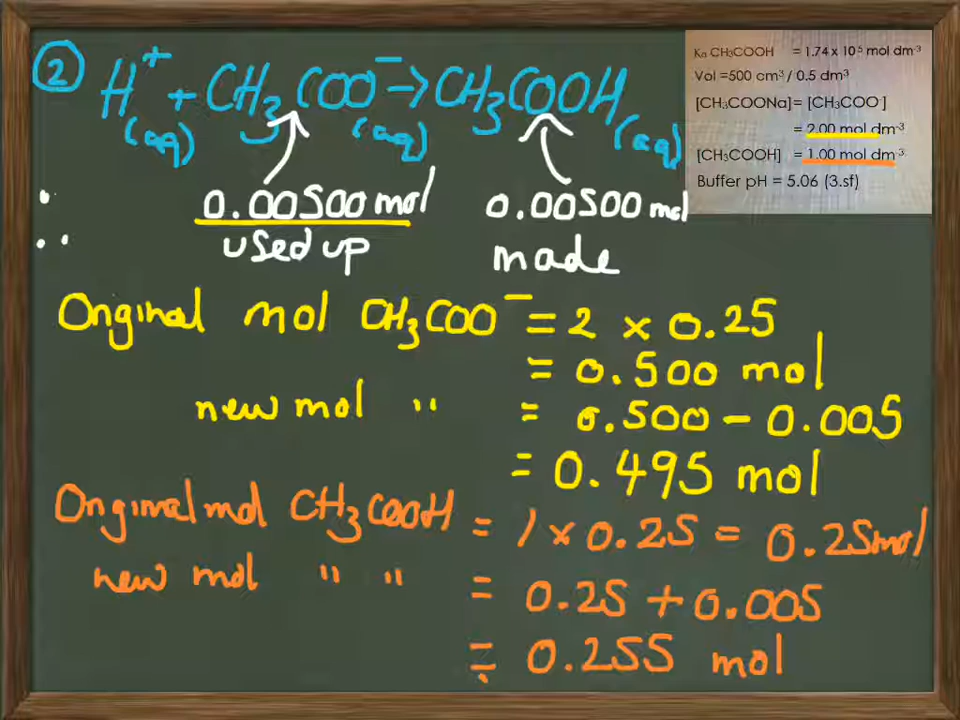 ② H⁺ + CH₃COO⁻ → CH₃COOH
(aq) (aq) (aq)
∴ 0.00500 mol 0.00500 mol
used up made
Original mol CH₃COO⁻ = 2 × 0.25
= 0.500 mol
new mol " = 0.500 - 0.005
= 0.495 mol
Original mol CH₃COOH = 1 × 0.25 = 0.25mol
new mol " " = 0.25 + 0.005
= 0.255 mol
Ka CH₃COOH = 1.74 x 10⁻⁵ mol dm⁻³
Vol =500 cm³ / 0.5 dm³
[CH₃COONa]= [CH₃COO⁻]
= 2.00 mol dm⁻³
[CH₃COOH] = 1.00 mol dm⁻³
Buffer pH = 5.06 (3.sf)